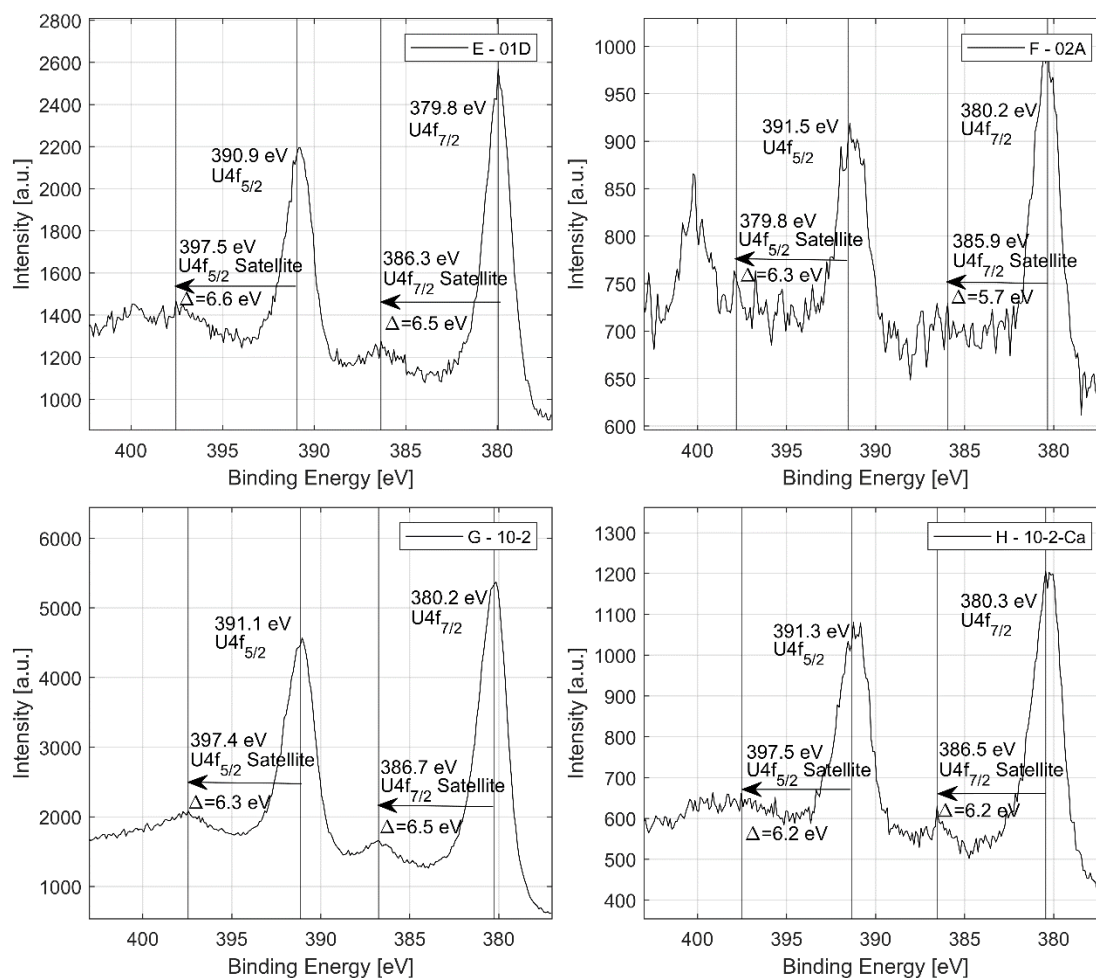 2800
2600
2400
2200
2000
1800
1600
1400
1200
1000
Intensity [a.u.]
E - 01D
379.8 eV
U4f7/2
390.9 eV
U4f5/2
397.5 eV
U4f5/2 Satellite
Δ=6.6 eV
386.3 eV
U4f7/2 Satellite
Δ=6.5 eV
400 395 390 385 380
Binding Energy [eV]
1000
950
900
850
800
750
700
650
600
Intensity [a.u.]
F - 02A
380.2 eV
U4f7/2
391.5 eV
U4f5/2
379.8 eV
U4f5/2 Satellite
Δ=6.3 eV
385.9 eV
U4f7/2 Satellite
Δ=5.7 eV
400 395 390 385 380
Binding Energy [eV]
6000
5000
4000
3000
2000
1000
Intensity [a.u.]
G - 10-2
380.2 eV
U4f7/2
391.1 eV
U4f5/2
397.4 eV
U4f5/2 Satellite
Δ=6.3 eV
386.7 eV
U4f7/2 Satellite
Δ=6.5 eV
400 395 390 385 380
Binding Energy [eV]
1300
1200
1100
1000
900
800
700
600
500
400
Intensity [a.u.]
H - 10-2-Ca
380.3 eV
U4f7/2
391.3 eV
U4f5/2
397.5 eV
U4f5/2 Satellite
Δ=6.2 eV
386.5 eV
U4f7/2 Satellite
Δ=6.2 eV
400 395 390 385 380
Binding Energy [eV]